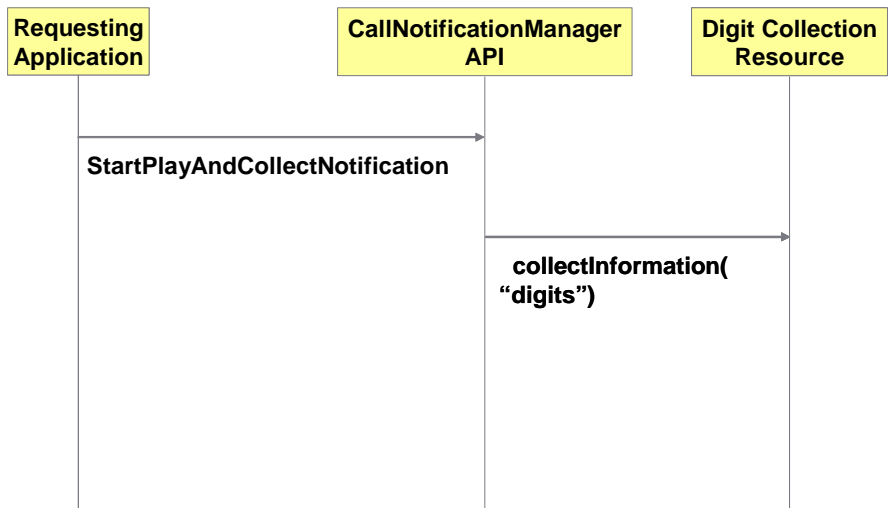 Requesting
Application
CallNotificationManager
API
Digit Collection
Resource
StartPlayAndCollectNotification
collectInformation(
“digits”)